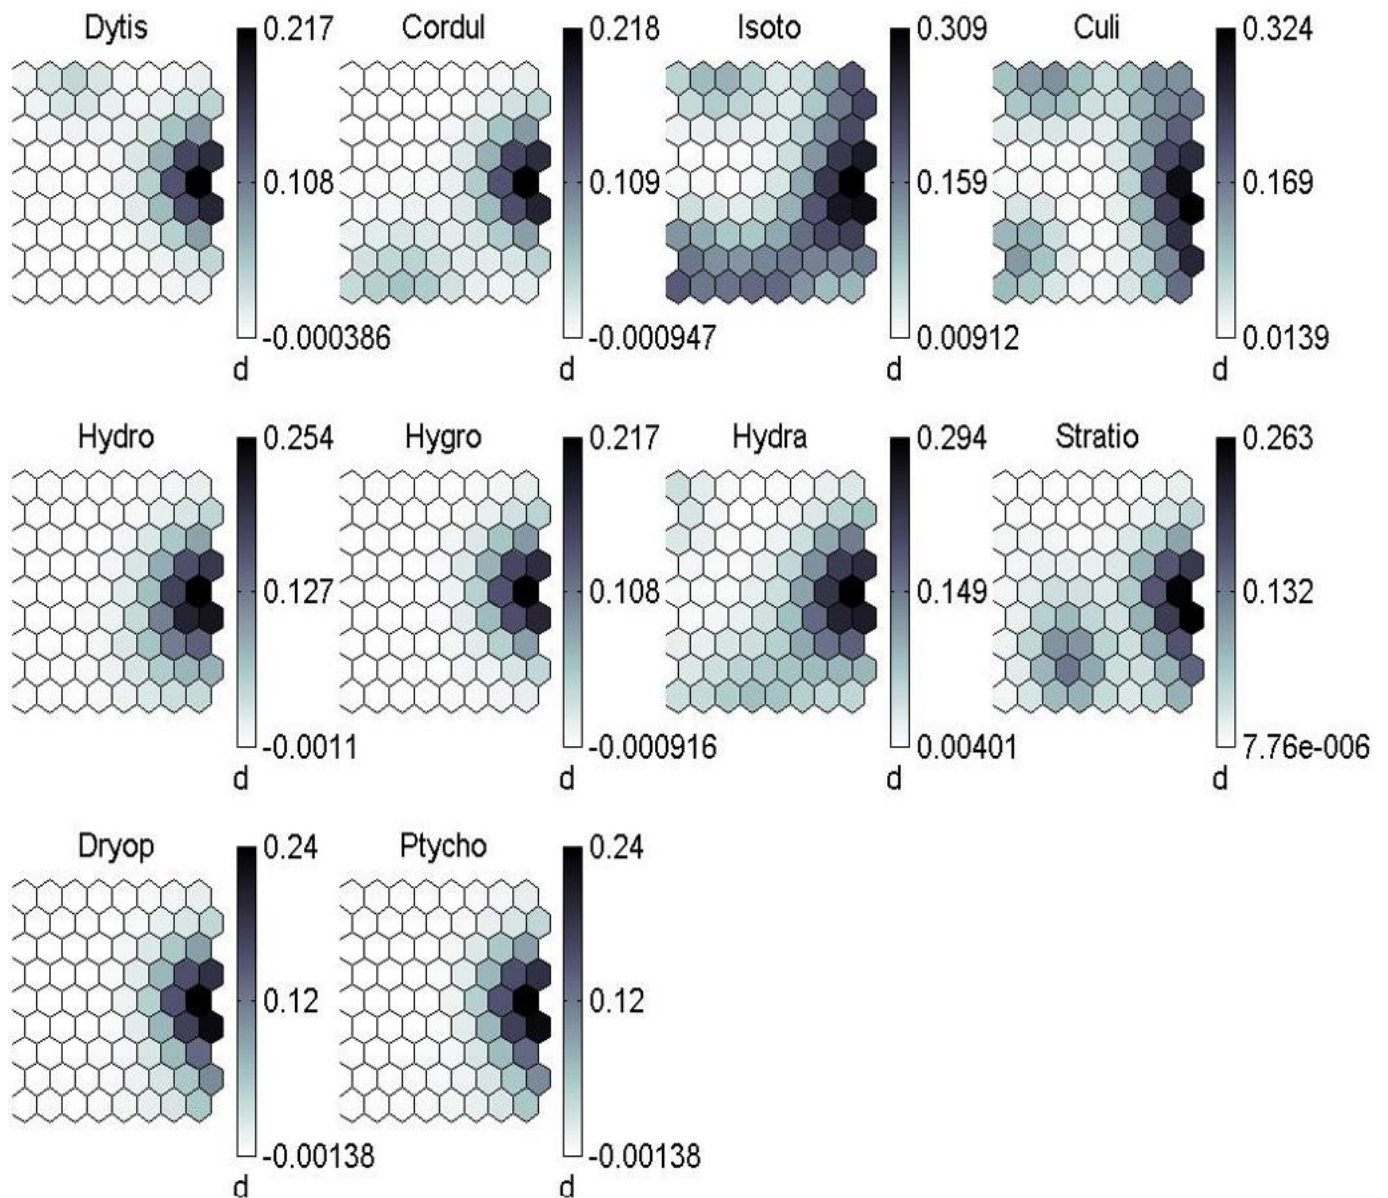 Dytis 0.217 Cordul 0.218 Isoto 0.309 Culi 0.324
0.108 0.109 0.159 0.169
-0.000386 -0.000947 0.00912 0.0139
d d d d
Hydro 0.254 Hygro 0.217 Hydra 0.294 Stratio 0.263
0.127 0.108 0.149 0.132
-0.0011 -0.000916 0.00401 7.76e-006
d d d d
Dryop 0.24 Ptycho 0.24
0.12 0.12
-0.00138 -0.00138
d d